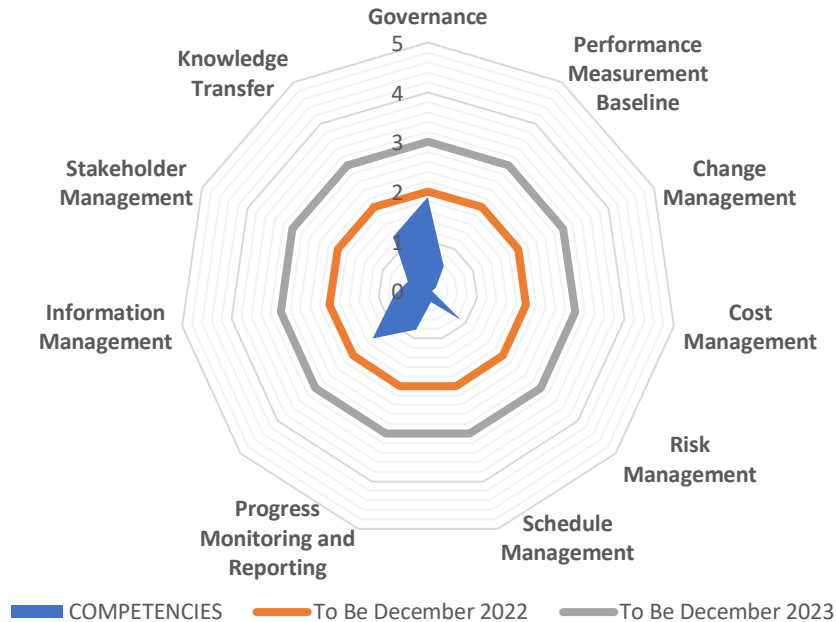 Governance
Performance
Measurement
Baseline
Change
Management
Cost
Management
Risk
Management
Schedule
Management
Progress
Monitoring and
Reporting
Information
Management
Stakeholder
Management
Knowledge
Transfer
5
4
3
2
1
0
COMPETENCIES
To Be December 2022
To Be December 2023